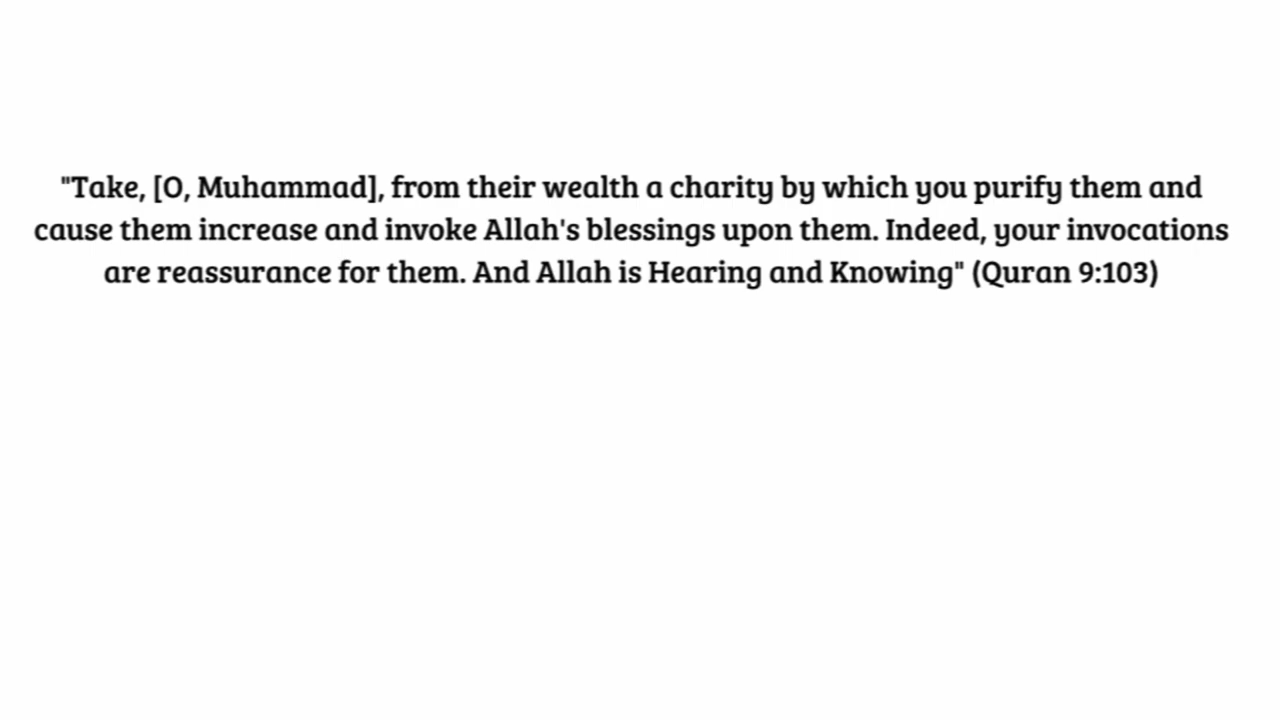 "Take, [O, Muhammad], from their wealth a charity by which you purify them and
cause them increase and invoke Allah's blessings upon them. Indeed, your invocations
are reassurance for them. And Allah is Hearing and Knowing" (Quran 9:103)